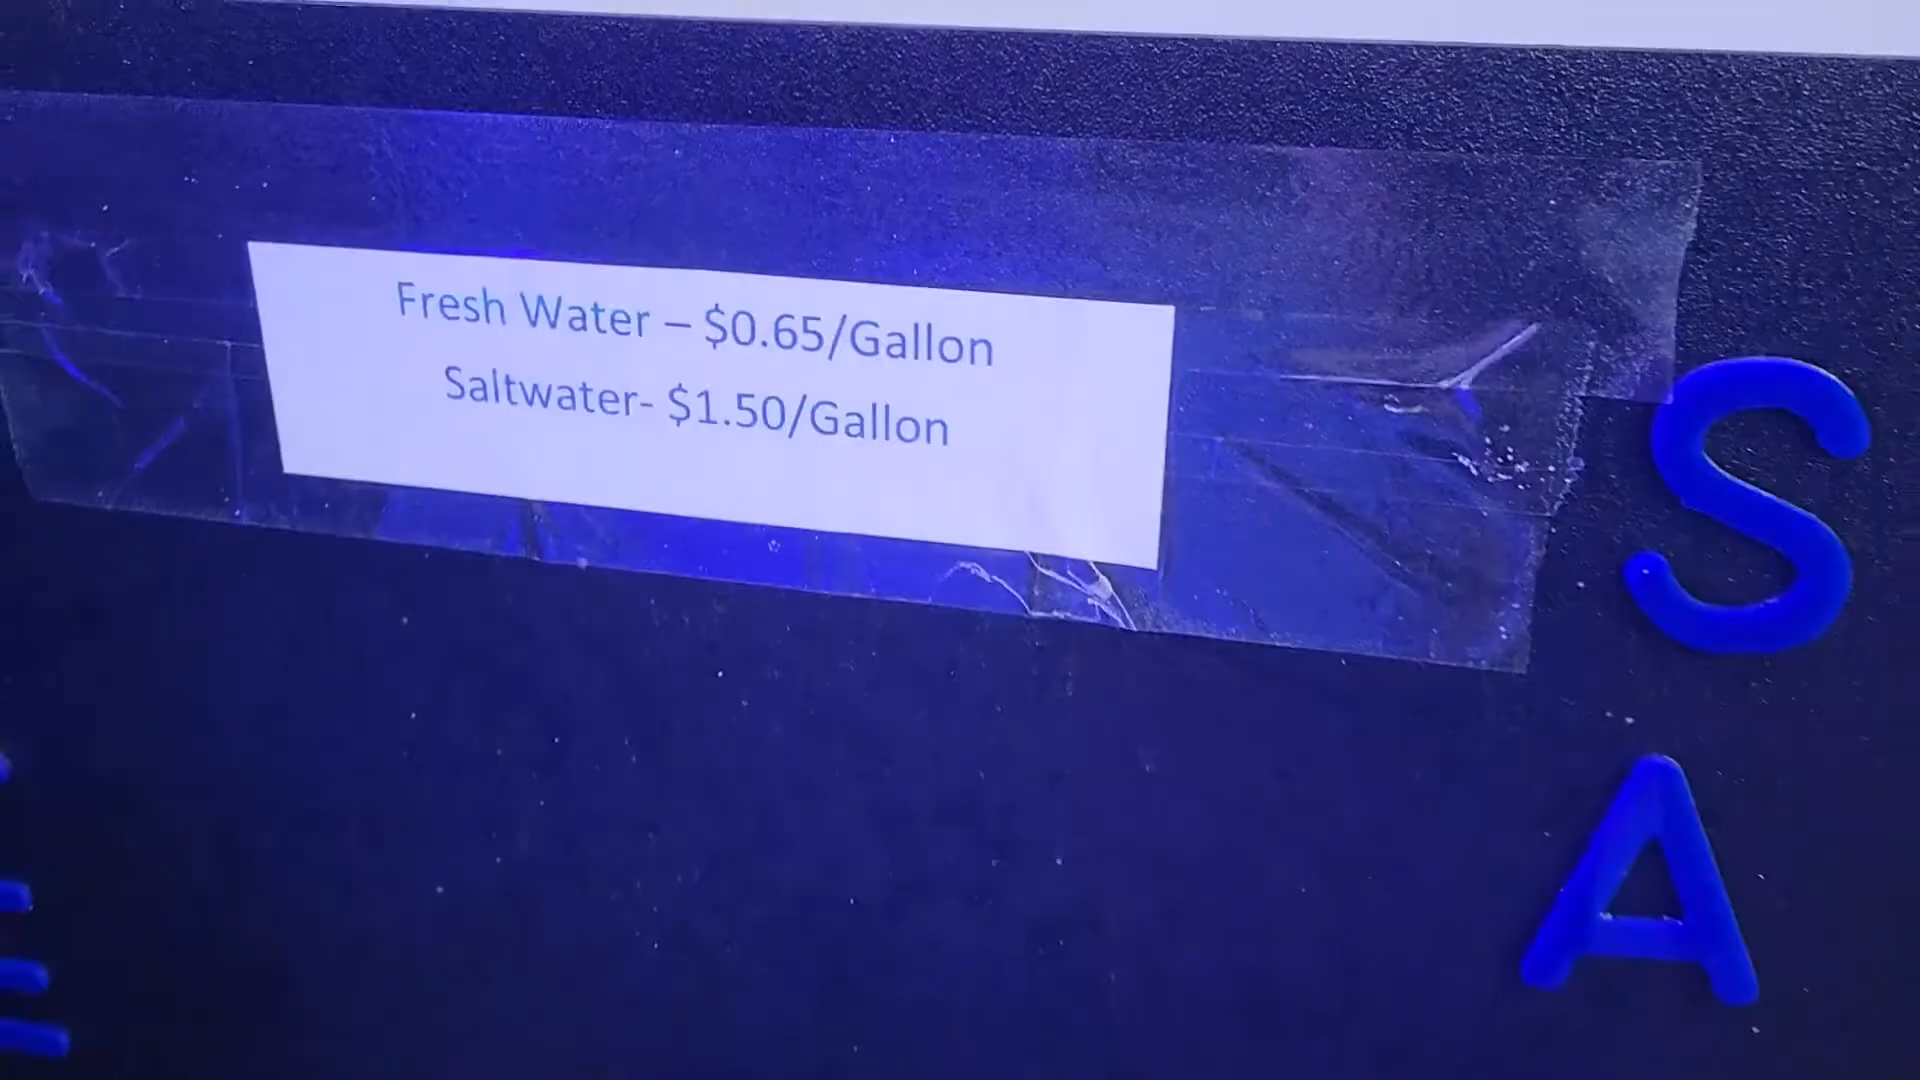 Fresh Water – $0.65/Gallon
Saltwater- $1.50/Gallon
S
A